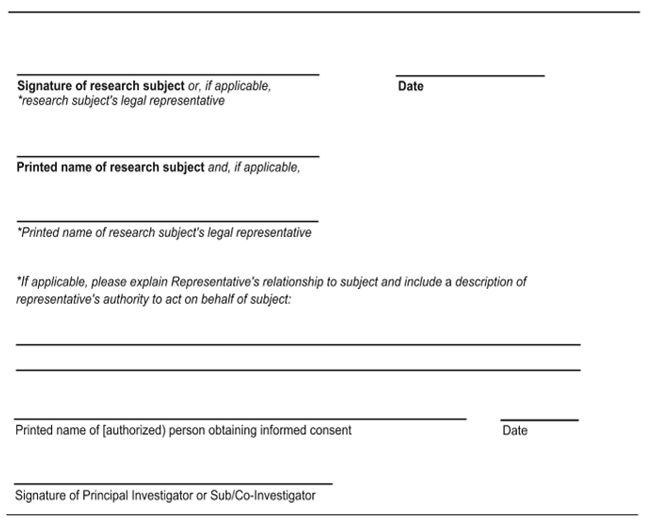 Signature of research subject or, if applicable,
*research subject's legal representative
Date
Printed name of research subject and, if applicable,
*Printed name of research subject's legal representative
*If applicable, please explain Representative's relationship to subject and include a description of
representative's authority to act on behalf of subject:
Printed name of [authorized) person obtaining informed consent
Date
Signature of Principal Investigator or Sub/Co-Investigator